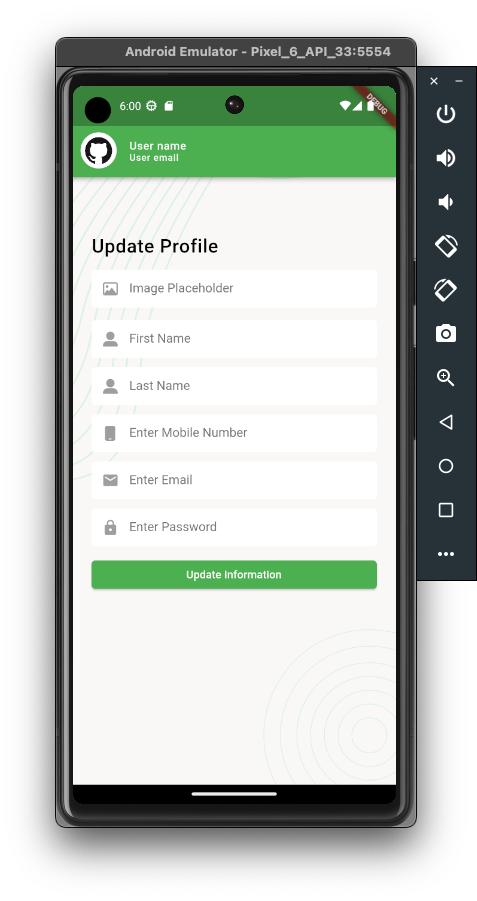 Android Emulator - Pixel_6_API_33:5554
6:00
DEBUG
User name
User email
Update Profile
Image Placeholder
First Name
Last Name
Enter Mobile Number
Enter Email
Enter Password
Update Information